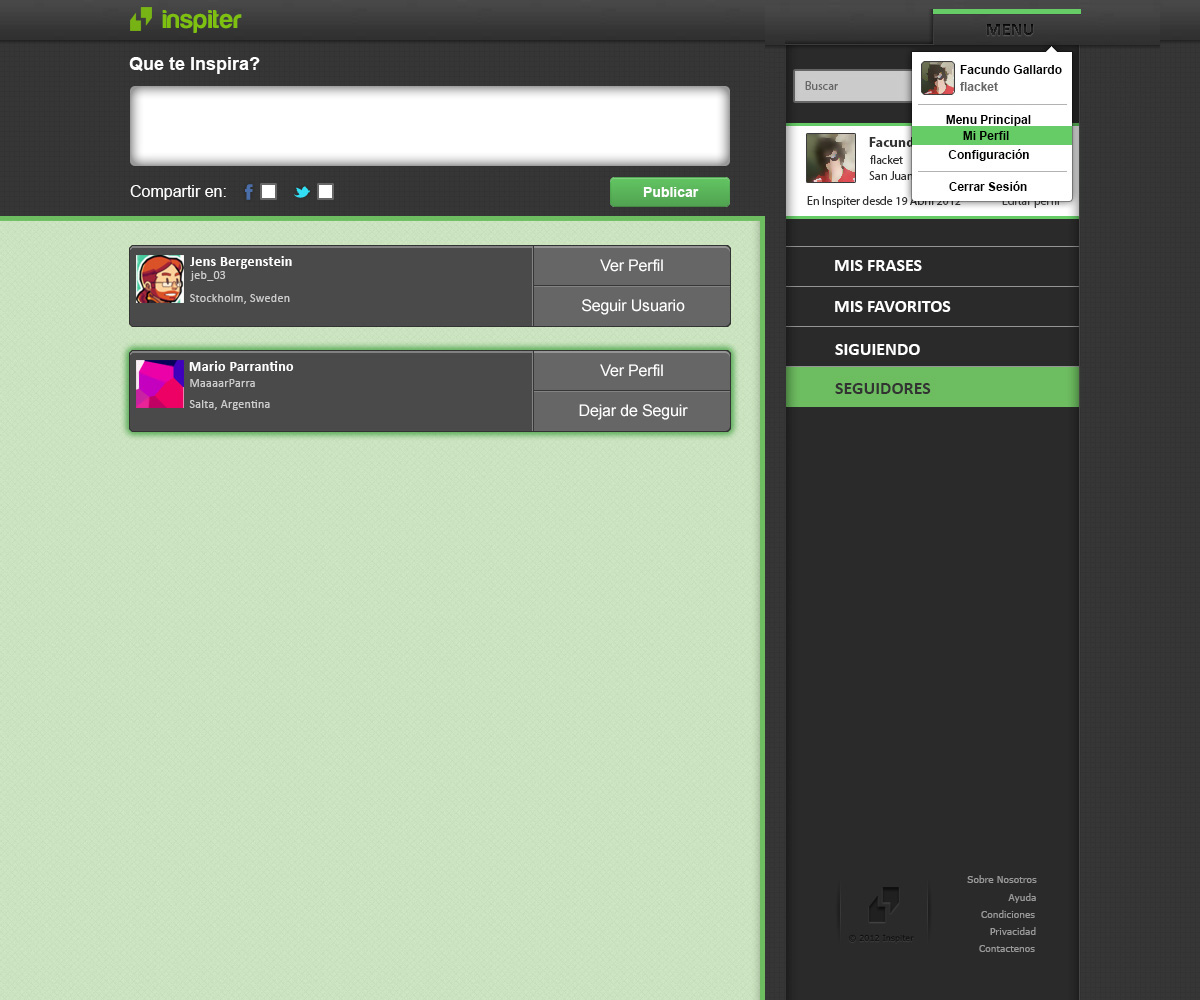 inspiter
MENU
Que te Inspira?
Compartir en:
Publicar
Buscar
Facundo Gallardo
flacket
Menu Principal
Mi Perfil
Configuración
Cerrar Sesión
Facund
flacket
San Juan
En Inspiter desde 19 Abril 2012
Editar perfil
Jens Bergenstein
jeb_03
Stockholm, Sweden
Ver Perfil
Seguir Usuario
Mario Parrantino
MaaaarParra
Salta, Argentina
Ver Perfil
Dejar de Seguir
MIS FRASES
MIS FAVORITOS
SIGUIENDO
SEGUIDORES
© 2012 Inspiter
Sobre Nosotros
Ayuda
Condiciones
Privacidad
Contactenos